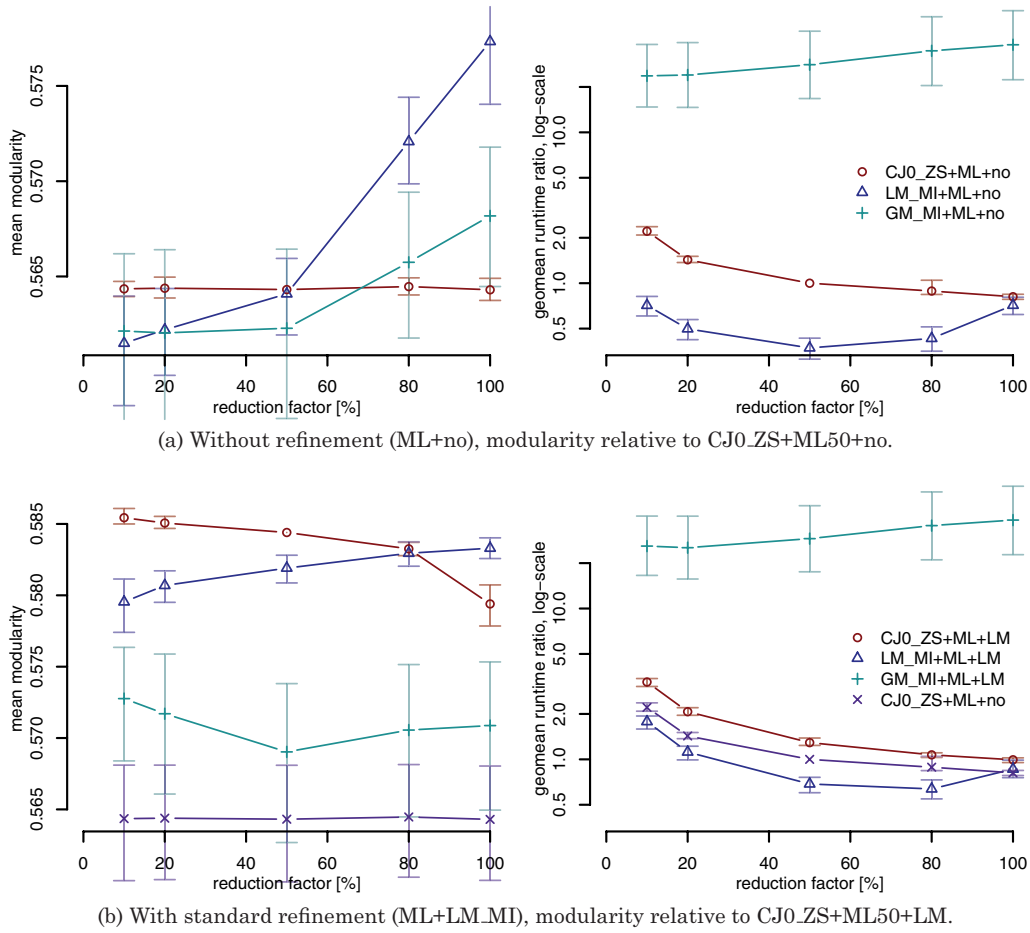 mean modularity
0.565
0.570
0.575
0 20 40 60 80 100
reduction factor [%]
geomean runtime ratio, log−scale
0.5
1.0
2.0
5.0
10.0
CJ0_ZS+ML+no
LM_MI+ML+no
GM_MI+ML+no
0 20 40 60 80 100
reduction factor [%]
(a) Without refinement (ML+no), modularity relative to CJ0_ZS+ML50+no.
mean modularity
0.565
0.570
0.575
0.580
0.585
0 20 40 60 80 100
reduction factor [%]
geomean runtime ratio, log−scale
0.5
1.0
2.0
5.0
10.0
CJ0_ZS+ML+LM
LM_MI+ML+LM
GM_MI+ML+LM
CJ0_ZS+ML+no
0 20 40 60 80 100
reduction factor [%]
(b) With standard refinement (ML+LM_MI), modularity relative to CJ0_ZS+ML50+LM.